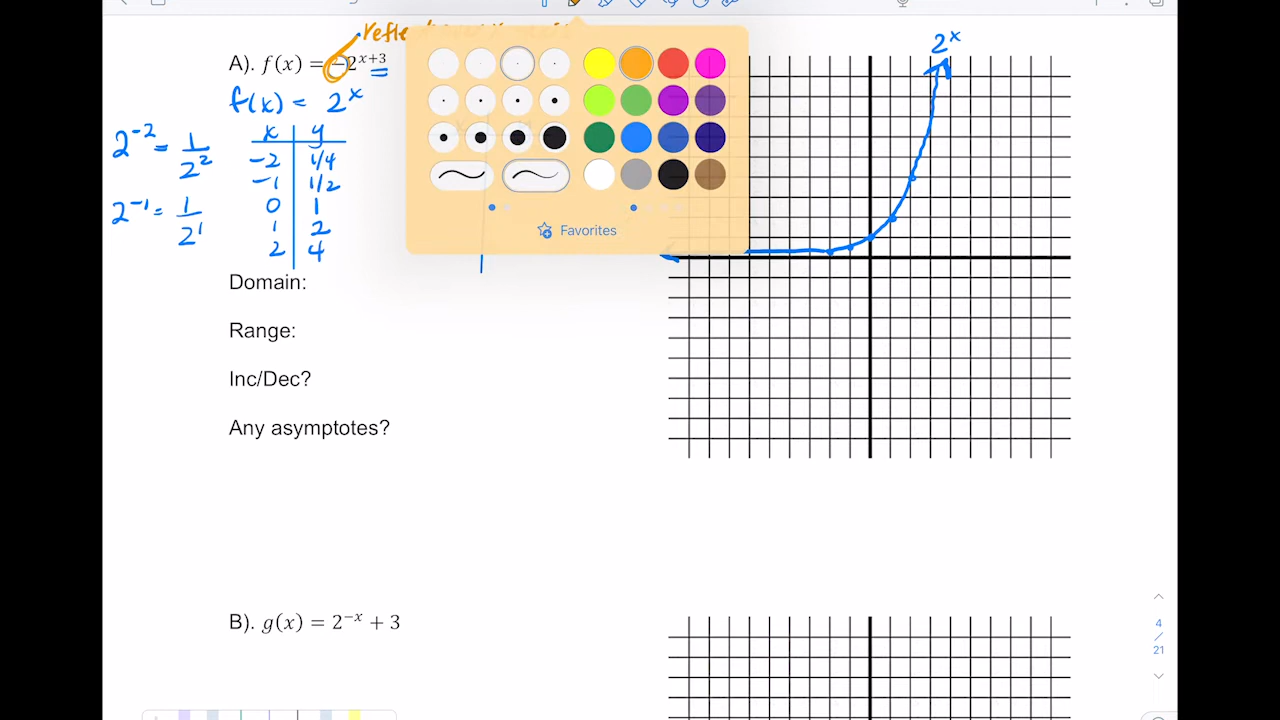 A). f(x) = −2^{x+3}
f(x) = 2^x
x y
-2 1/4
-1 1/2
0 1
1 2
2 4
2^{-2} = 1/2^2
2^{-1} = 1/2^1
Domain:
Range:
Inc/Dec?
Any asymptotes?
Favorites
2^x
B). g(x) = 2^{−x} + 3
4
/
21